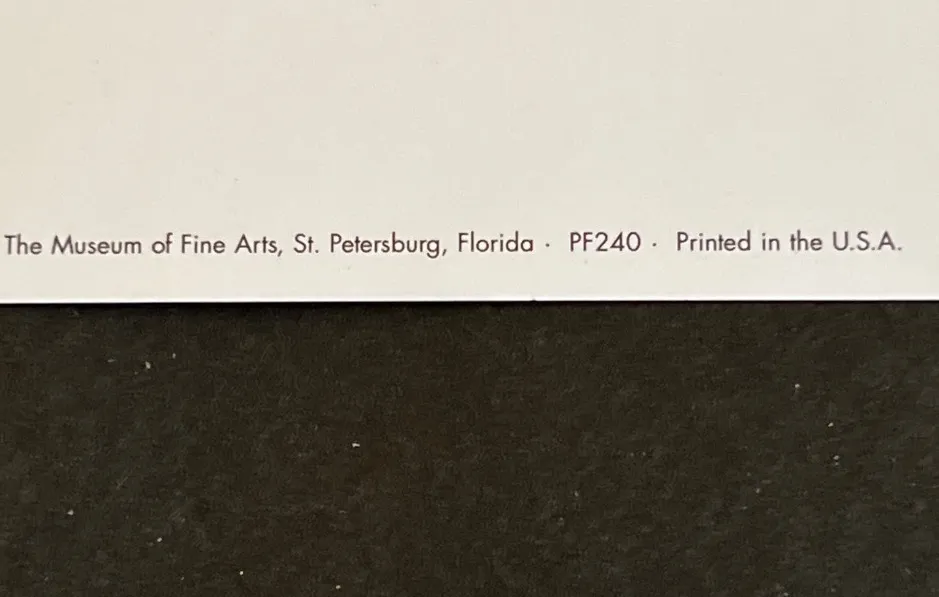 The Museum of Fine Arts, St. Petersburg, Florida · PF240 · Printed in the U.S.A.